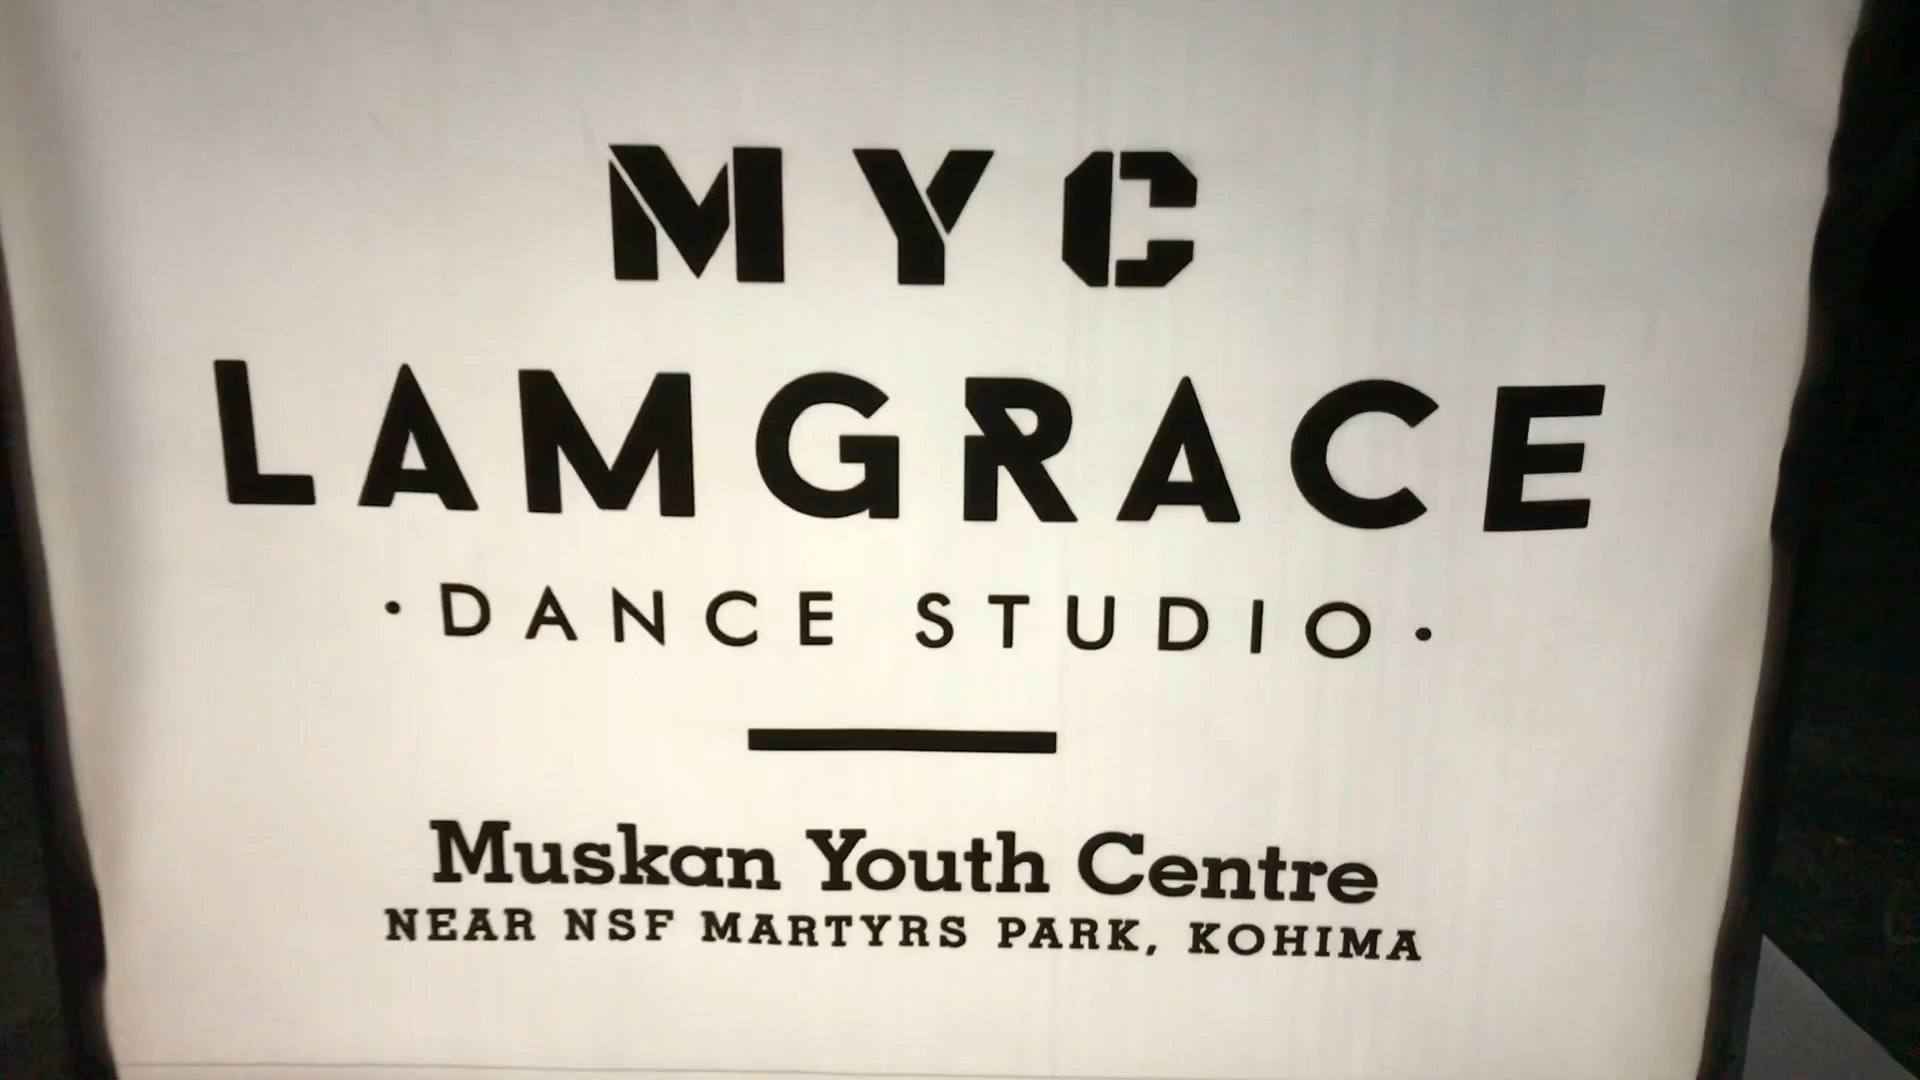 MYC
LAMGRACE
·DANCE STUDIO·
Muskan Youth Centre
NEAR NSF MARTYRS PARK, KOHIMA